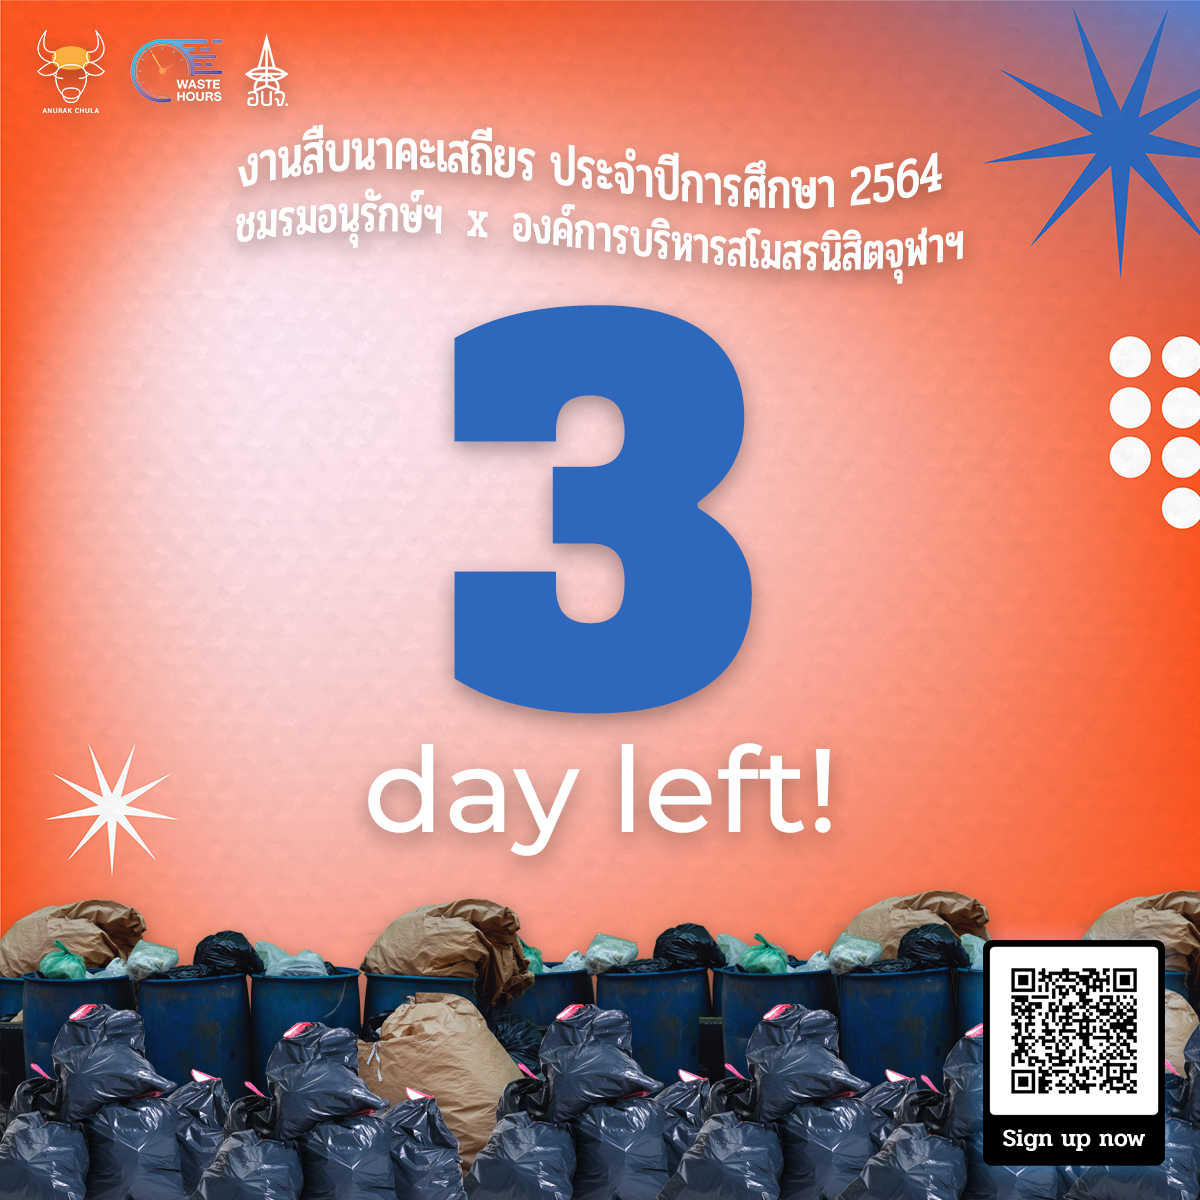 ANURAK CHULA
WASTE
HOURS
อบจ.
งานสืบนาคะเสถียร ประจำปีการศึกษา 2564
ชมรมอนุรักษ์ฯ x องค์การบริหารสโมสรนิสิตจุฬาฯ
3
day left!
Sign up now